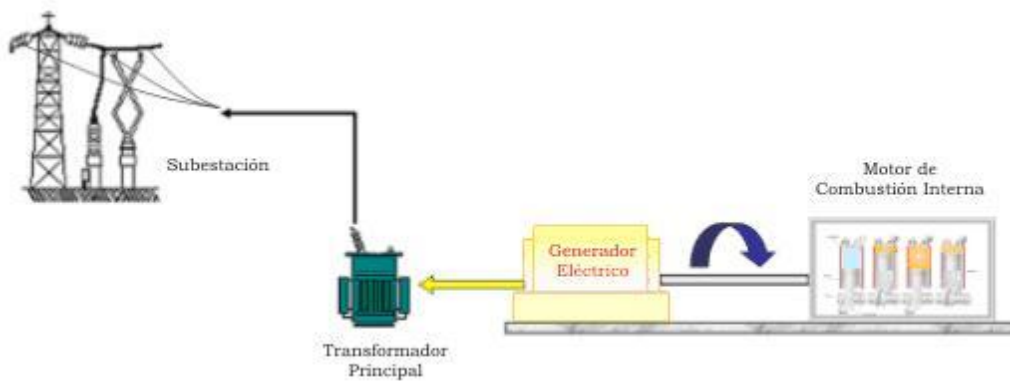 Subestación
Motor de
Combustión Interna
Generador
Eléctrico
Transformador
Principal